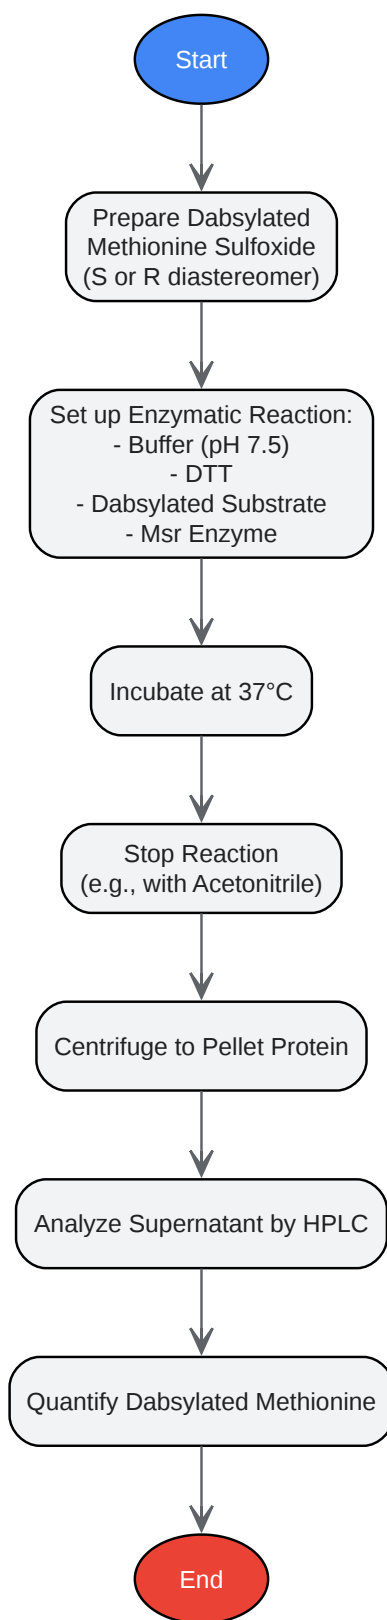 Start
Prepare Dabsylated
Methionine Sulfoxide
(S or R diastereomer)
Set up Enzymatic Reaction:
- Buffer (pH 7.5)
- DTT
- Dabsylated Substrate
- Msr Enzyme
Incubate at 37°C
Stop Reaction
(e.g., with Acetonitrile)
Centrifuge to Pellet Protein
Analyze Supernatant by HPLC
Quantify Dabsylated Methionine
End